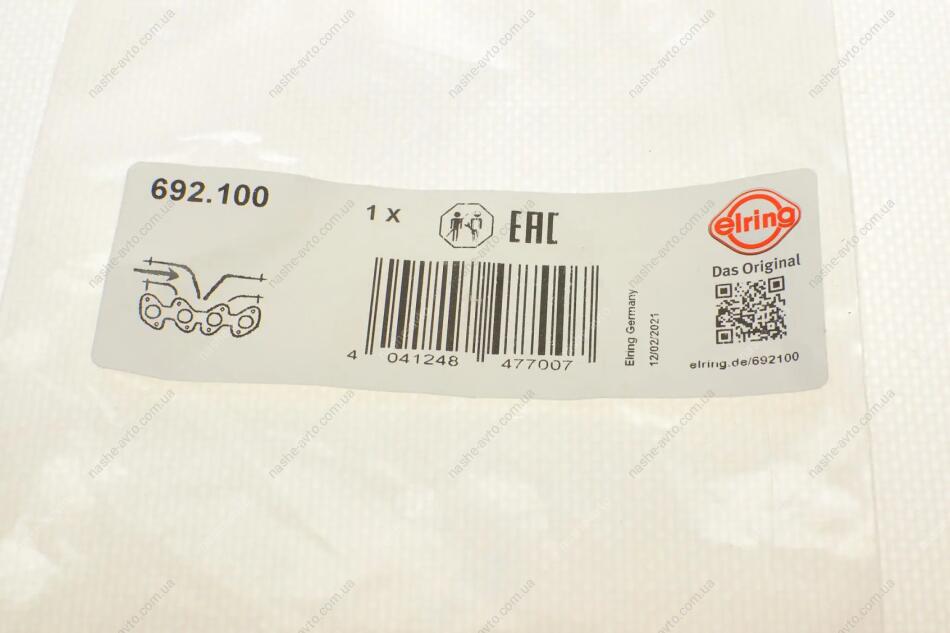 692.100
1 X
EAC
elring
Das Original
4 041248 477007
Elring Germany
12/02/2021
elring.de/692100
nashe-avto.com.ua